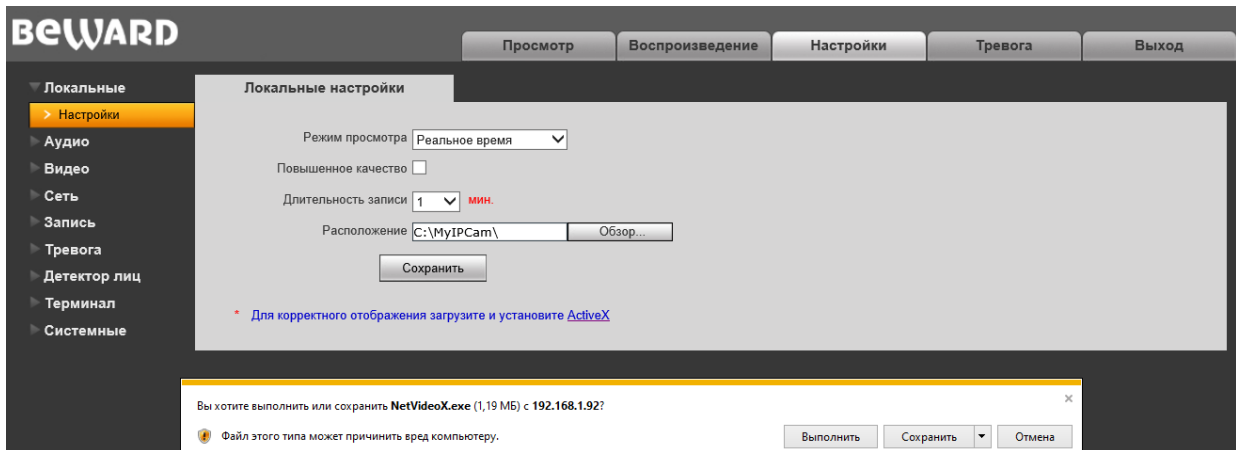 BEWARD
Просмотр Воспроизведение Настройки Тревога Выход
Локальные
Настройки
Аудио
Видео
Сеть
Запись
Тревога
Детектор лиц
Терминал
Системные
Локальные настройки
Режим просмотра Реальное время
Повышенное качество
Длительность записи 1 мин.
Расположение C:\MyIPCam\ Обзор...
Сохранить
* Для корректного отображения загрузите и установите ActiveX
Вы хотите выполнить или сохранить NetVideoX.exe (1,19 МБ) с 192.168.1.92? ×
Файл этого типа может причинить вред компьютеру. Выполнить Сохранить Отмена